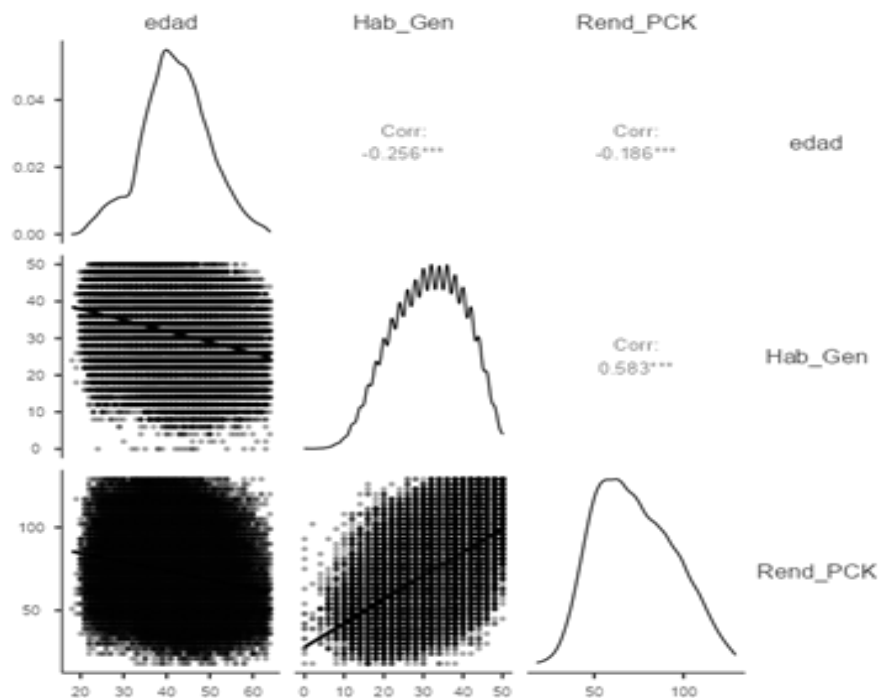 edad Hab_Gen Rend_PCK
0.04
0.02
0.00
Corr:
-0.256***
Corr:
-0.186***
edad
50
40
30
20
10
0
Corr:
0.583***
Hab_Gen
100
50
Rend_PCK
20 30 40 50 60
0 10 20 30 40 50
50 100